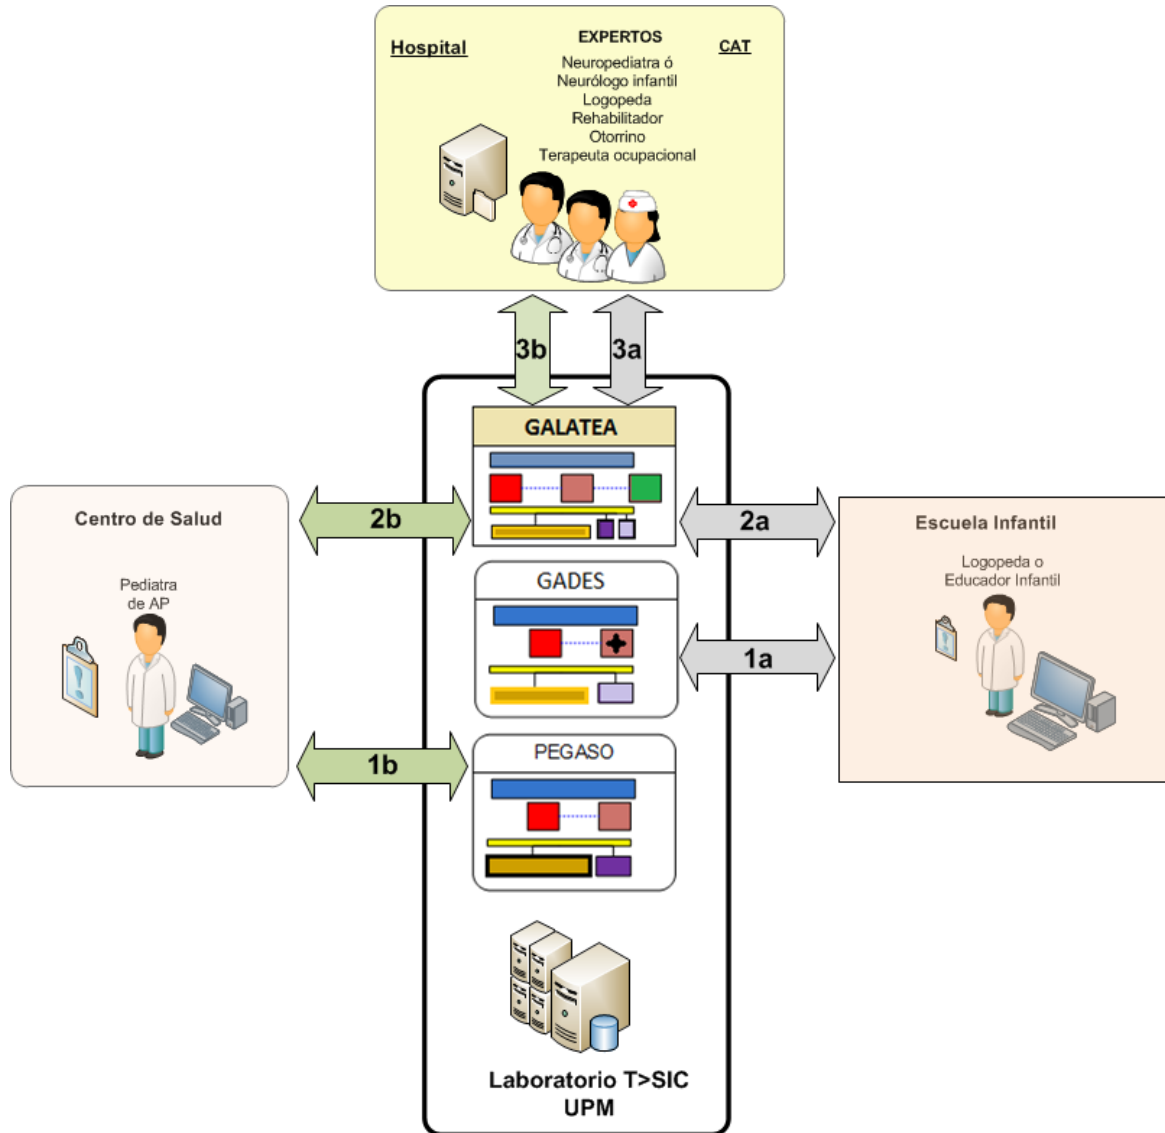 Hospital
EXPERTOS
CAT
Neuropediatra ó
Neurólogo infantil
Logopeda
Rehabilitador
Otorrino
Terapeuta ocupacional
3b
3a
GALATEA
Centro de Salud
2b
2a
Escuela Infantil
Pediatra
de AP
GADES
Logopeda o
Educador Infantil
1a
1b
PEGASO
Laboratorio T>SIC
UPM